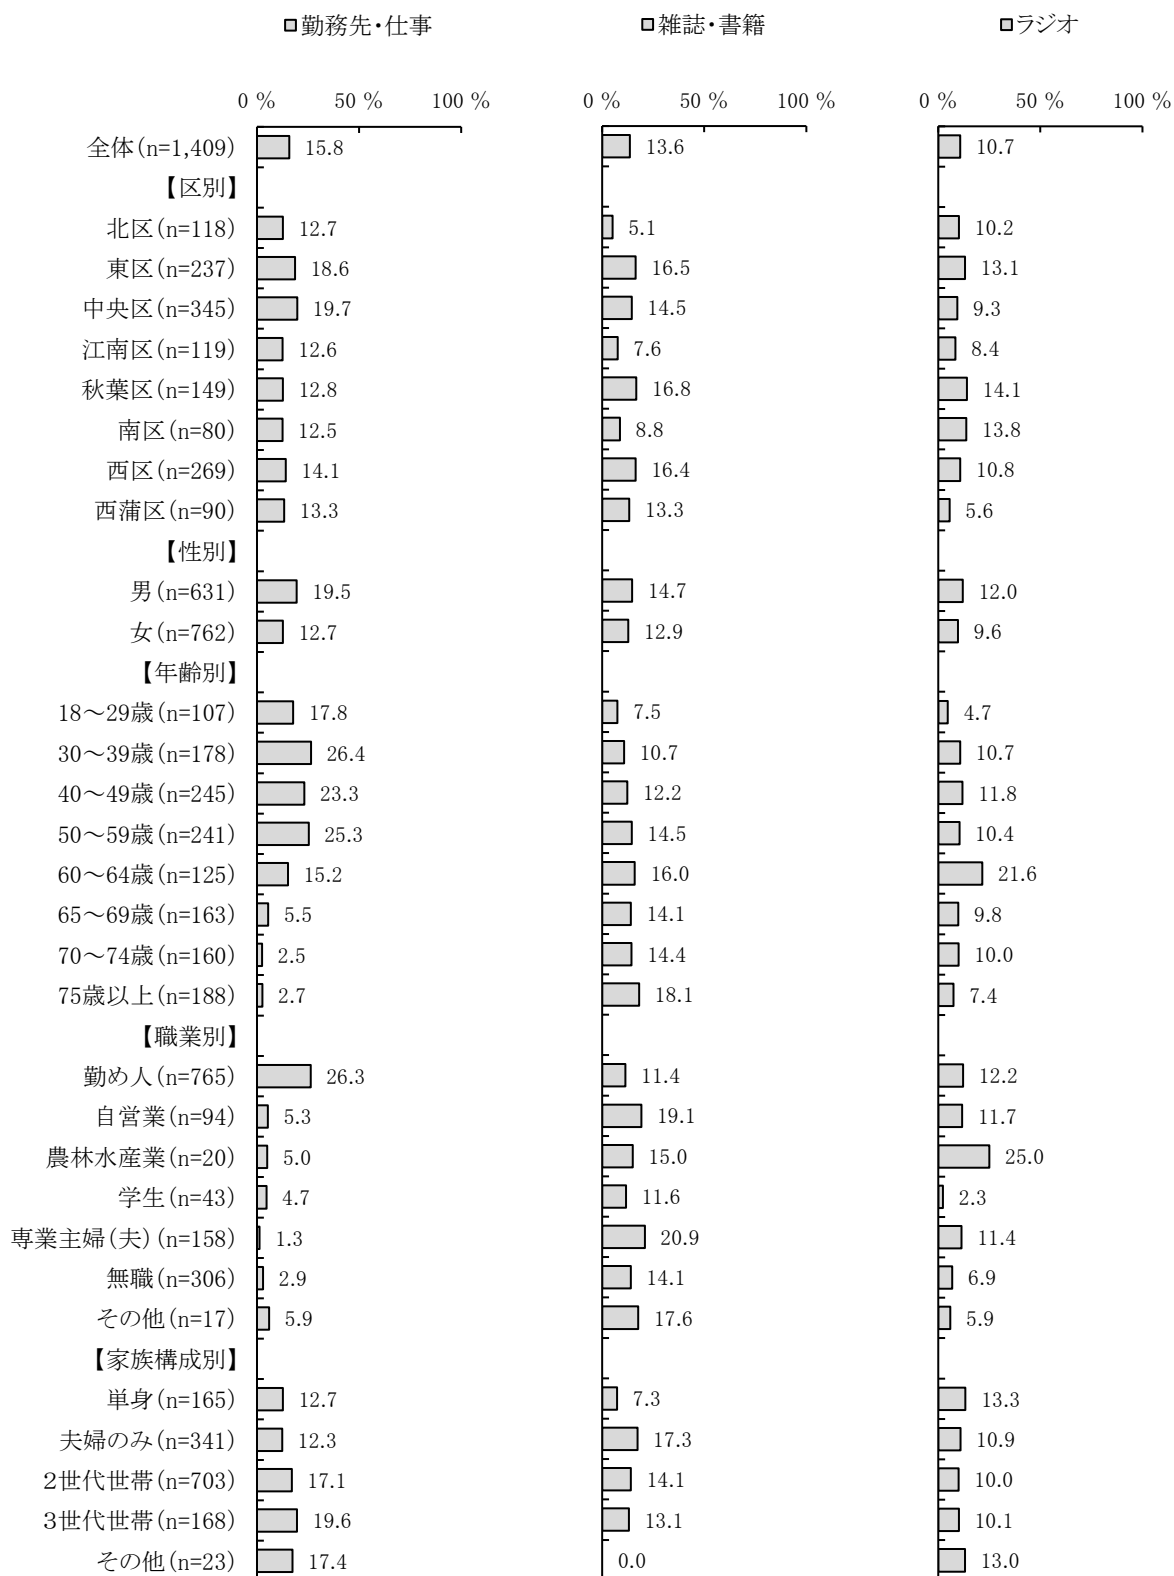 勤務先・仕事 雑誌・書籍 ラジオ
0 % 50 % 100 % 0 % 50 % 100 % 0 % 50 % 100 %
全体(n=1,409) 15.8 13.6 10.7
【区別】
北区(n=118) 12.7 5.1 10.2
東区(n=237) 18.6 16.5 13.1
中央区(n=345) 19.7 14.5 9.3
江南区(n=119) 12.6 7.6 8.4
秋葉区(n=149) 12.8 16.8 14.1
南区(n=80) 12.5 8.8 13.8
西区(n=269) 14.1 16.4 10.8
西蒲区(n=90) 13.3 13.3 5.6
【性別】
男(n=631) 19.5 14.7 12.0
女(n=762) 12.7 12.9 9.6
【年齢別】
18～29歳(n=107) 17.8 7.5 4.7
30～39歳(n=178) 26.4 10.7 10.7
40～49歳(n=245) 23.3 12.2 11.8
50～59歳(n=241) 25.3 14.5 10.4
60～64歳(n=125) 15.2 16.0 21.6
65～69歳(n=163) 5.5 14.1 9.8
70～74歳(n=160) 2.5 14.4 10.0
75歳以上(n=188) 2.7 18.1 7.4
【職業別】
勤め人(n=765) 26.3 11.4 12.2
自営業(n=94) 5.3 19.1 11.7
農林水産業(n=20) 5.0 15.0 25.0
学生(n=43) 4.7 11.6 2.3
専業主婦(夫)(n=158) 1.3 20.9 11.4
無職(n=306) 2.9 14.1 6.9
その他(n=17) 5.9 17.6 5.9
【家族構成別】
単身(n=165) 12.7 7.3 13.3
夫婦のみ(n=341) 12.3 17.3 10.9
２世代世帯(n=703) 17.1 14.1 10.0
３世代世帯(n=168) 19.6 13.1 10.1
その他(n=23) 17.4 0.0 13.0